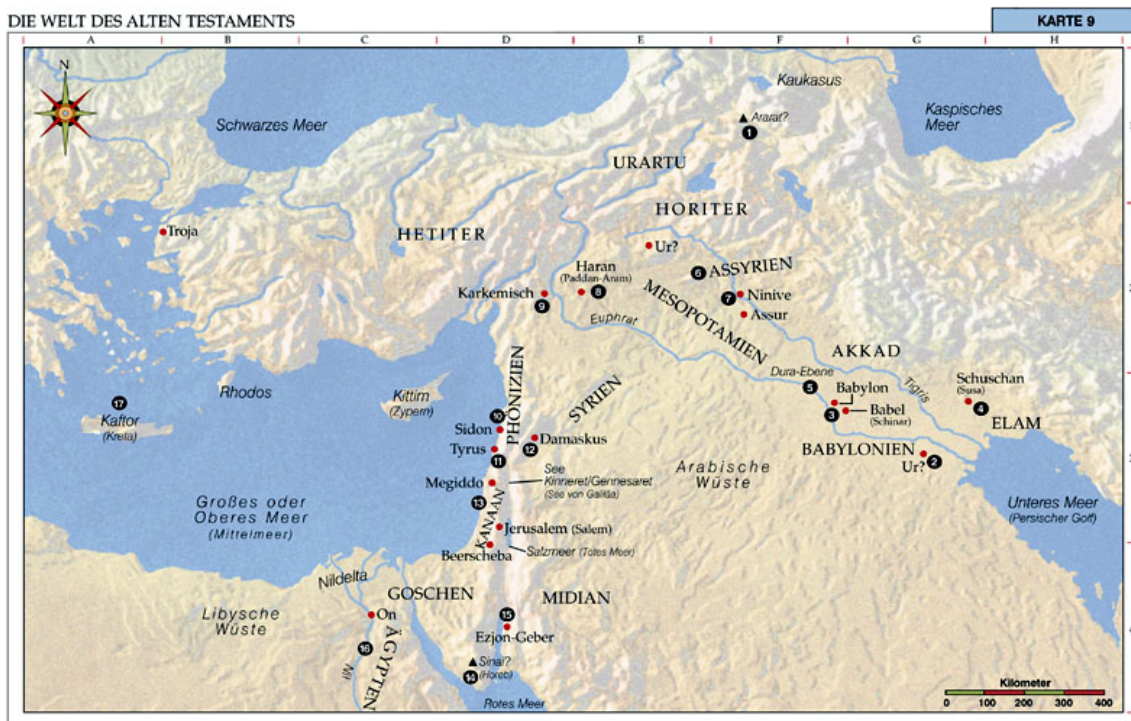 DIE WELT DES ALTEN TESTAMENTS
KARTE 9
A B C D E F G H
N
Kaukasus
Kaspisches
Meer
Schwarzes Meer
Ararat?
1
URARTU
HORITER
Troja
HETITER
Ur?
6 ASSYRIEN
Haran
(Paddan-Aram)
8
Karkemisch
9
7 Ninive
Assur
MESOPOTAMIEN
Euphrat
AKKAD
Tigris
Dura-Ebene
5
Babylon
3
Babel
(Schinar)
Schuschan
(Susa)
4
ELAM
Rhodos
Kittim
(Zypern)
17
Kaftor
(Kreta)
PHÖNIZIEN
SYRIEN
10
Sidon
Tyrus
11
12
Damaskus
BABYLONIEN
Ur? 2
Megiddo
See
Kinneret/Gennesaret
(See von Galiläa)
Arabische
Wüste
13
KANAAN
Großes oder
Oberes Meer
(Mittelmeer)
Unteres Meer
(Persischer Golf)
Jerusalem (Salem)
Beerscheba
Salzmeer (Totes Meer)
Nildelta
GOSCHEN
MIDIAN
Libysche
Wüste
On
15
Ezjon-Geber
16
ÄGYPTEN
Nil
Sinai?
(Horeb)
14
Rotes Meer
Kilometer
0 100 200 300 400